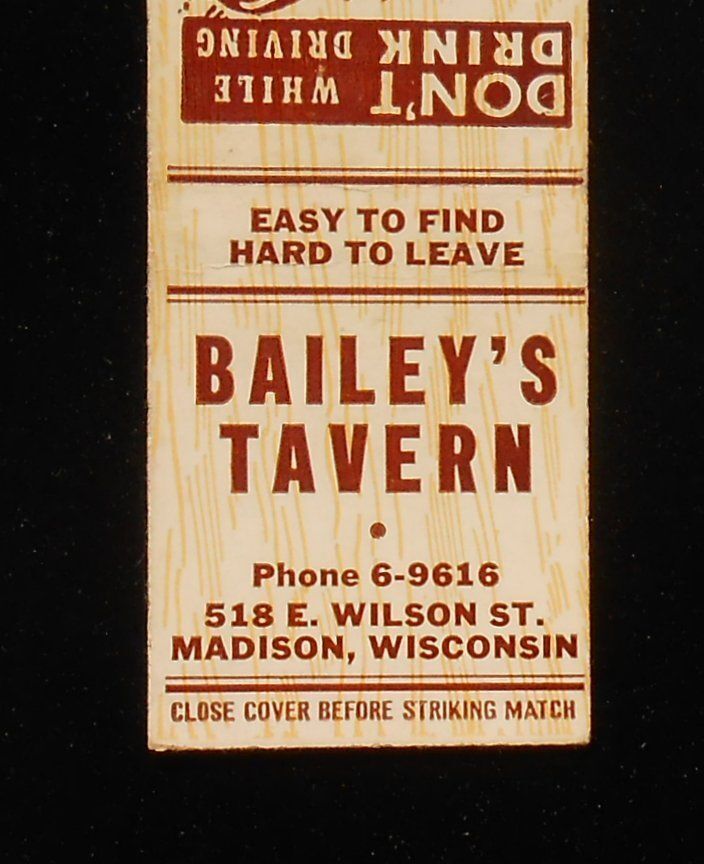 DON'T WHILE
DRINK DRIVING
EASY TO FIND
HARD TO LEAVE
BAILEY'S
TAVERN
Phone 6-9616
518 E. WILSON ST.
MADISON, WISCONSIN
CLOSE COVER BEFORE STRIKING MATCH